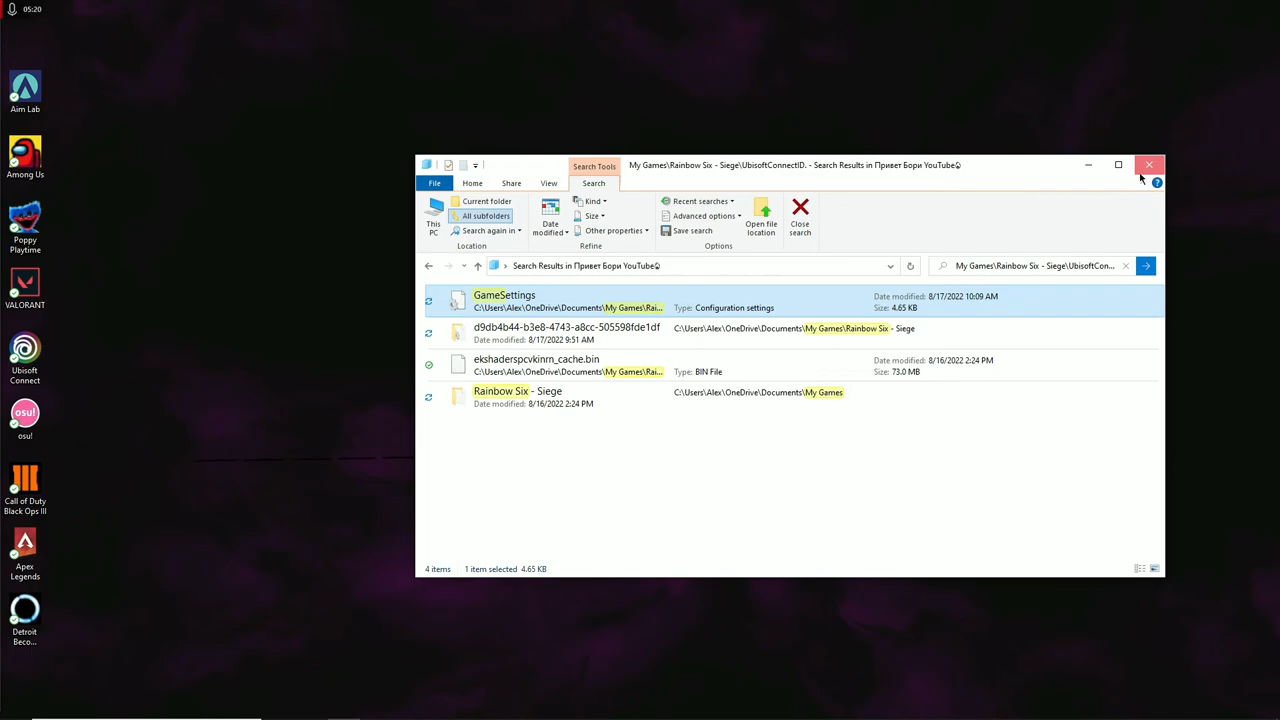 05:20
Aim Lab
Among Us
Poppy
Playtime
VALORANT
Ubisoft
Connect
osu!
osu!
Call of Duty
Black Ops III
Apex
Legends
Detroit
Beco...
My Games\Rainbow Six - Siege\UbisoftConnectID. - Search Results in Привет Бори YouTube
Search Tools
File
Home
Share
View
Search
This
PC
Current folder
All subfolders
Search again in
Location
Date
modified
Kind
Size
Other properties
Refine
Recent searches
Advanced options
Save search
Options
Open file
location
Close
search
Search Results in Привет Бори YouTube
My Games\Rainbow Six - Siege\UbisoftCon...
GameSettings
C:\Users\Alex\OneDrive\Documents\My Games\Rai...
Type: Configuration settings
Date modified: 8/17/2022 10:09 AM
Size: 4.65 KB
d9db4b44-b3e8-4743-a8cc-505598fde1df
Date modified: 8/17/2022 9:51 AM
C:\Users\Alex\OneDrive\Documents\My Games\Rainbow Six - Siege
ekshaderspcvkinrn_cache.bin
C:\Users\Alex\OneDrive\Documents\My Games\Rai...
Type: BIN File
Date modified: 8/16/2022 2:24 PM
Size: 73.0 MB
Rainbow Six - Siege
Date modified: 8/16/2022 2:24 PM
C:\Users\Alex\OneDrive\Documents\My Games
4 items
1 item selected 4.65 KB